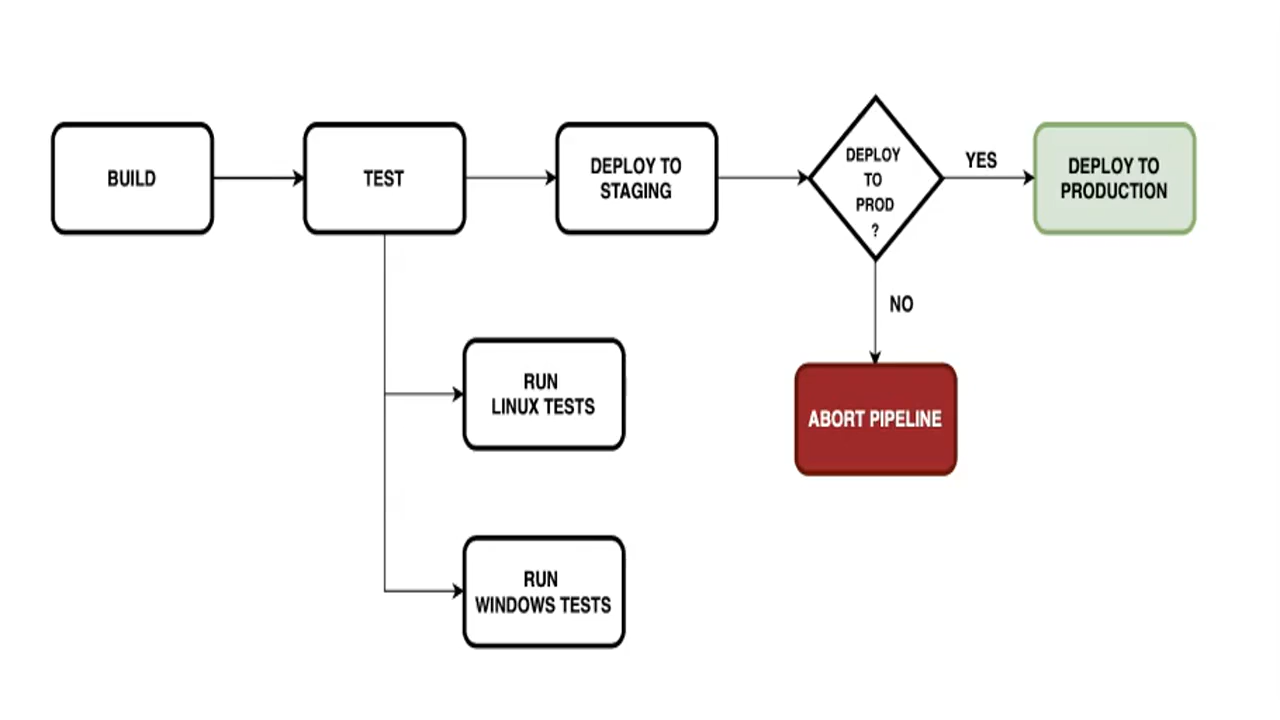 BUILD
TEST
DEPLOY TO
STAGING
DEPLOY
TO
PROD
?
YES
DEPLOY TO
PRODUCTION
NO
RUN
LINUX TESTS
ABORT PIPELINE
RUN
WINDOWS TESTS